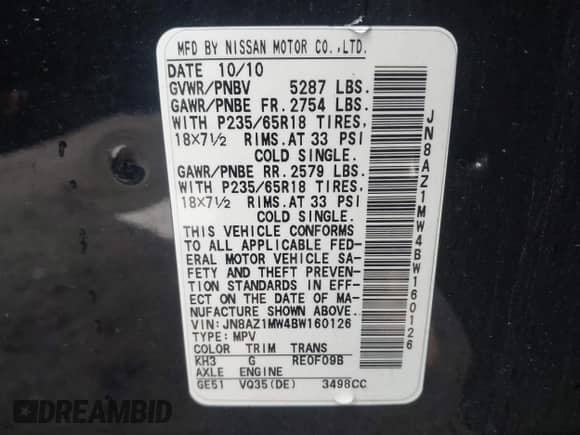 MFD BY NISSAN MOTOR CO.,LTD.
DATE 10/10
GVWR/PNBV 5287 LBS.
GAWR/PNBE FR. 2754 LBS.
WITH P235/65R18 TIRES,
18X7½ RIMS.AT 33 PSI
COLD SINGLE.
GAWR/PNBE RR. 2579 LBS.
WITH P235/65R18 TIRES,
18X7½ RIMS.AT 33 PSI
COLD SINGLE.
THIS VEHICLE CONFORMS
TO ALL APPLICABLE FED-
ERAL MOTOR VEHICLE SA-
FETY AND THEFT PREVEN-
TION STANDARDS IN EFF-
ECT ON THE DATE OF MA-
NUFACTURE SHOWN ABOVE.
VIN: JN8AZ1MW4BW160126
TYPE: MPV
COLOR TRIM TRANS
KH3 G RE0F09B
AXLE ENGINE
GE51 VQ35(DE) 3498CC
JN8AZ1MW4BW160126
DREAMBID